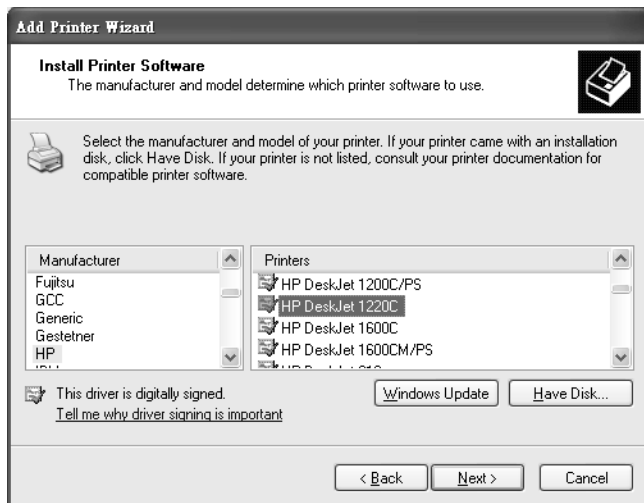 Add Printer Wizard
Install Printer Software
The manufacturer and model determine which printer software to use.
Select the manufacturer and model of your printer. If your printer came with an installation
disk, click Have Disk. If your printer is not listed, consult your printer documentation for
compatible printer software.
Manufacturer
Fujitsu
GCC
Generic
Gestetner
HP
Printers
HP DeskJet 1200C/PS
HP DeskJet 1220C
HP DeskJet 1600C
HP DeskJet 1600CM/PS
This driver is digitally signed.
Tell me why driver signing is important
Windows Update
Have Disk...
< Back
Next >
Cancel